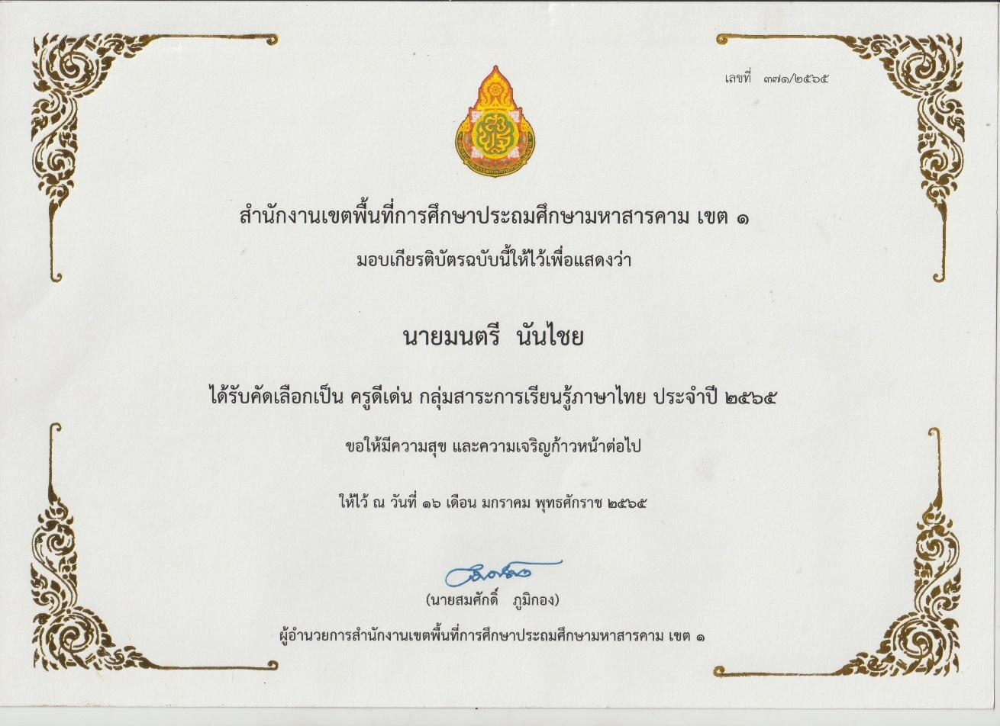 เลขที่ ๓๗๑/๒๕๖๕
สำนักงานเขตพื้นที่การศึกษาประถมศึกษามหาสารคาม เขต ๑
มอบเกียรติบัตรฉบับนี้ให้ไว้เพื่อแสดงว่า
นายมนตรี นันไชย
ได้รับคัดเลือกเป็น ครูดีเด่น กลุ่มสาระการเรียนรู้ภาษาไทย ประจำปี ๒๕๖๕
ขอให้มีความสุข และความเจริญก้าวหน้าต่อไป
ให้ไว้ ณ วันที่ ๑๖ เดือน มกราคม พุทธศักราช ๒๕๖๕
(นายสมศักดิ์ ภูมิกอง)
ผู้อำนวยการสำนักงานเขตพื้นที่การศึกษาประถมศึกษามหาสารคาม เขต ๑